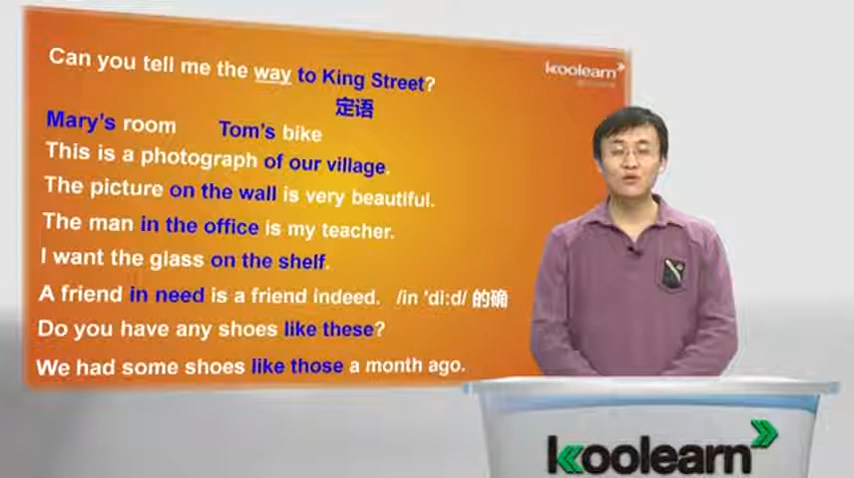 Can you tell me the way to King Street?
koolearn
定语
Mary's room Tom's bike
This is a photograph of our village.
The picture on the wall is very beautiful.
The man in the office is my teacher.
I want the glass on the shelf.
A friend in need is a friend indeed. /in 'di:d/ 的确
Do you have any shoes like these?
We had some shoes like those a month ago.
koolearn